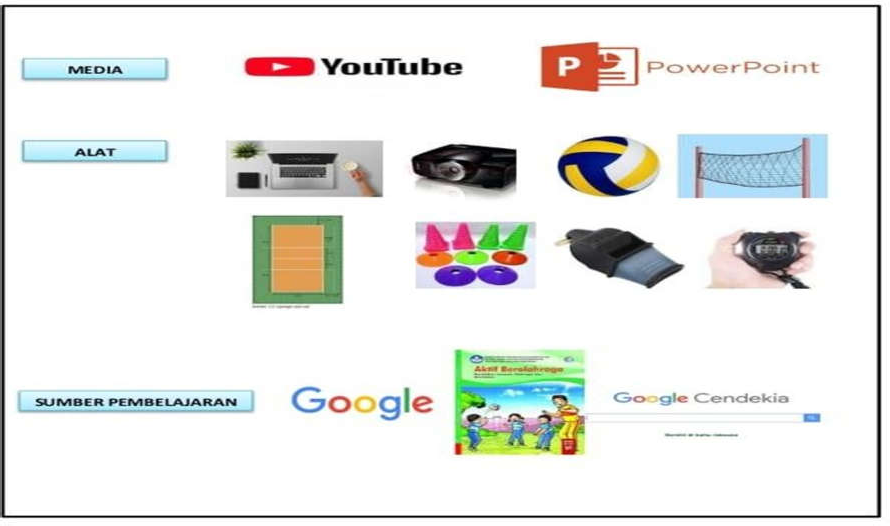 MEDIA
YouTube
P PowerPoint
ALAT
SUMBER PEMBELAJARAN
Google
Aktif Berolahraga
Google Cendekia